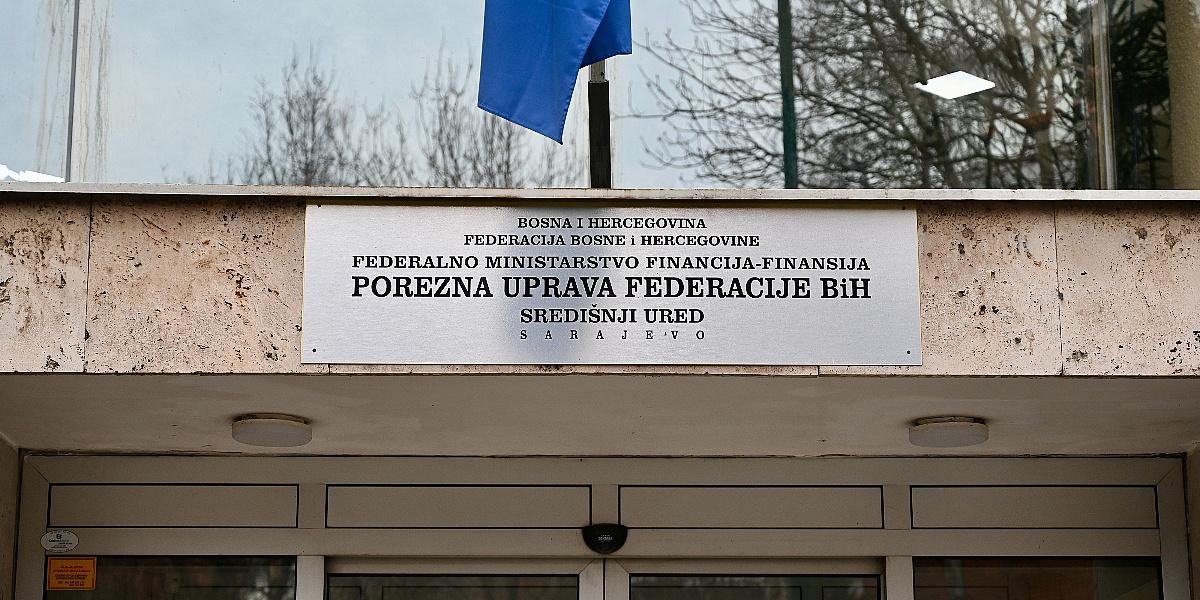 BOSNA I HERCEGOVINA
FEDERACIJA BOSNE i HERCEGOVINE
FEDERALNO MINISTARSTVO FINANCIJA-FINANSIJA
POREZNA UPRAVA FEDERACIJE BiH
SREDIŠNJI URED
SARAJEVO